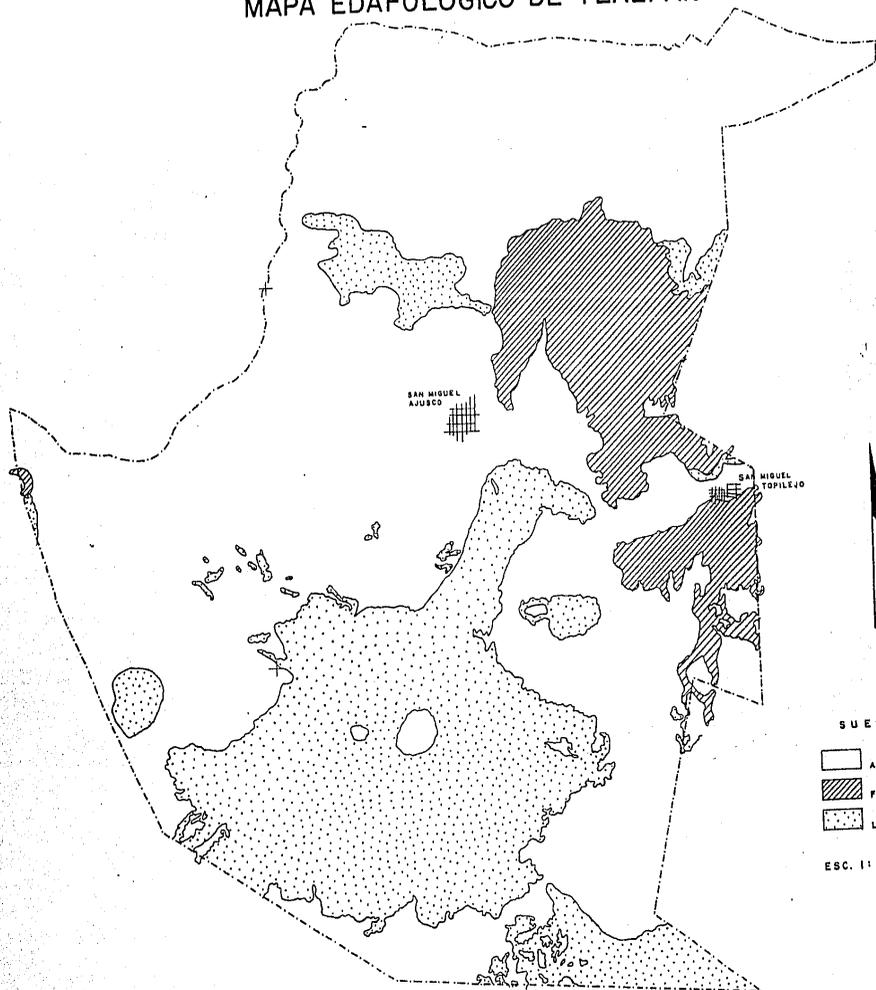 MAPA EDAFOLOGICO DE
SAN MIGUEL
AJUSCO
SAN MIGUEL
TOPILEJO
SUE
A
F
L
ESC. 1: